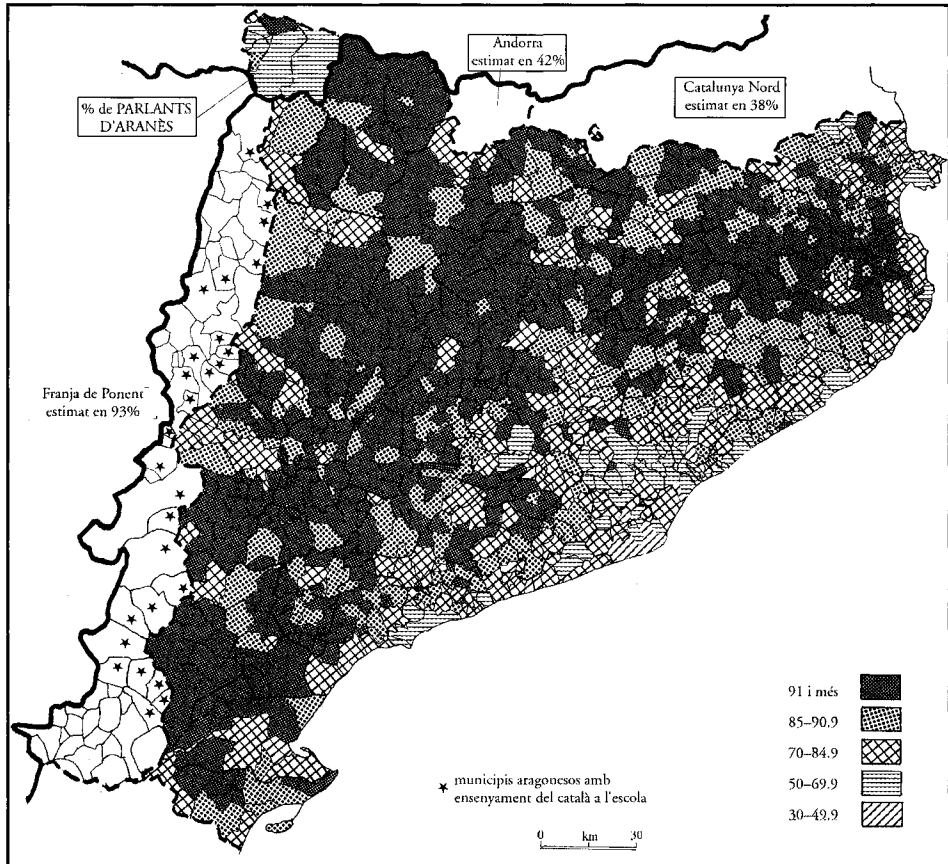 Andorra
estimat en 42%
Catalunya Nord
estimat en 38%
% de PARLANTS
D'ARANÈS
Franja de Ponent
estimat en 93%
91 i més
85–90.9
70–84.9
50–69.9
30–49.9
★ municipis aragonesos amb
ensenyament del català a l'escola
0 km 30